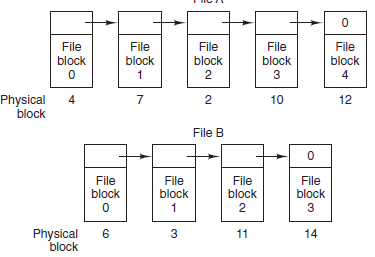 File A
0
File File File File File
block block block block block
0 1 2 3 4
Physical 4 7 2 10 12
block
File B
0
File File File File
block block block block
0 1 2 3
Physical 6 3 11 14
block